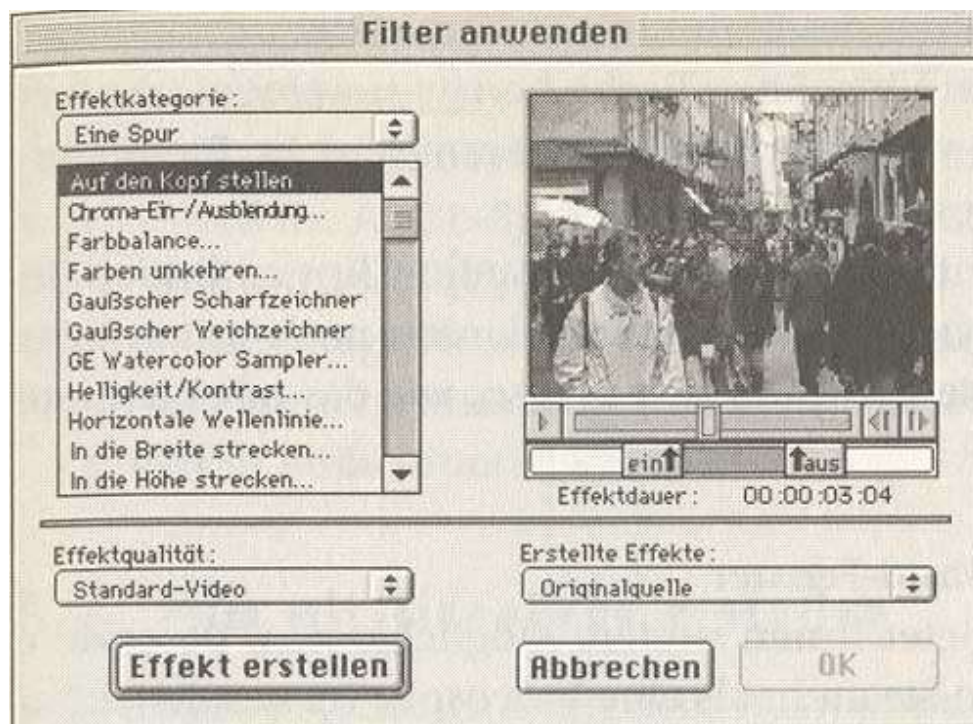 Filter anwenden
Effektkategorie:
Eine Spur
Auf den Kopf stellen
Chroma-Ein-/Ausblendung...
Farbbalance...
Farben umkehren...
Gaußscher Scharfzeichner
Gaußscher Weichzeichner
GE Watercolor Sampler...
Helligkeit/Kontrast...
Horizontale Wellenlinie...
In die Breite strecken...
In die Höhe strecken...
ein
aus
Effektdauer: 00:00:03:04
Effektqualität:
Standard-Video
Erstellte Effekte:
Originalquelle
Effekt erstellen
Abbrechen
OK